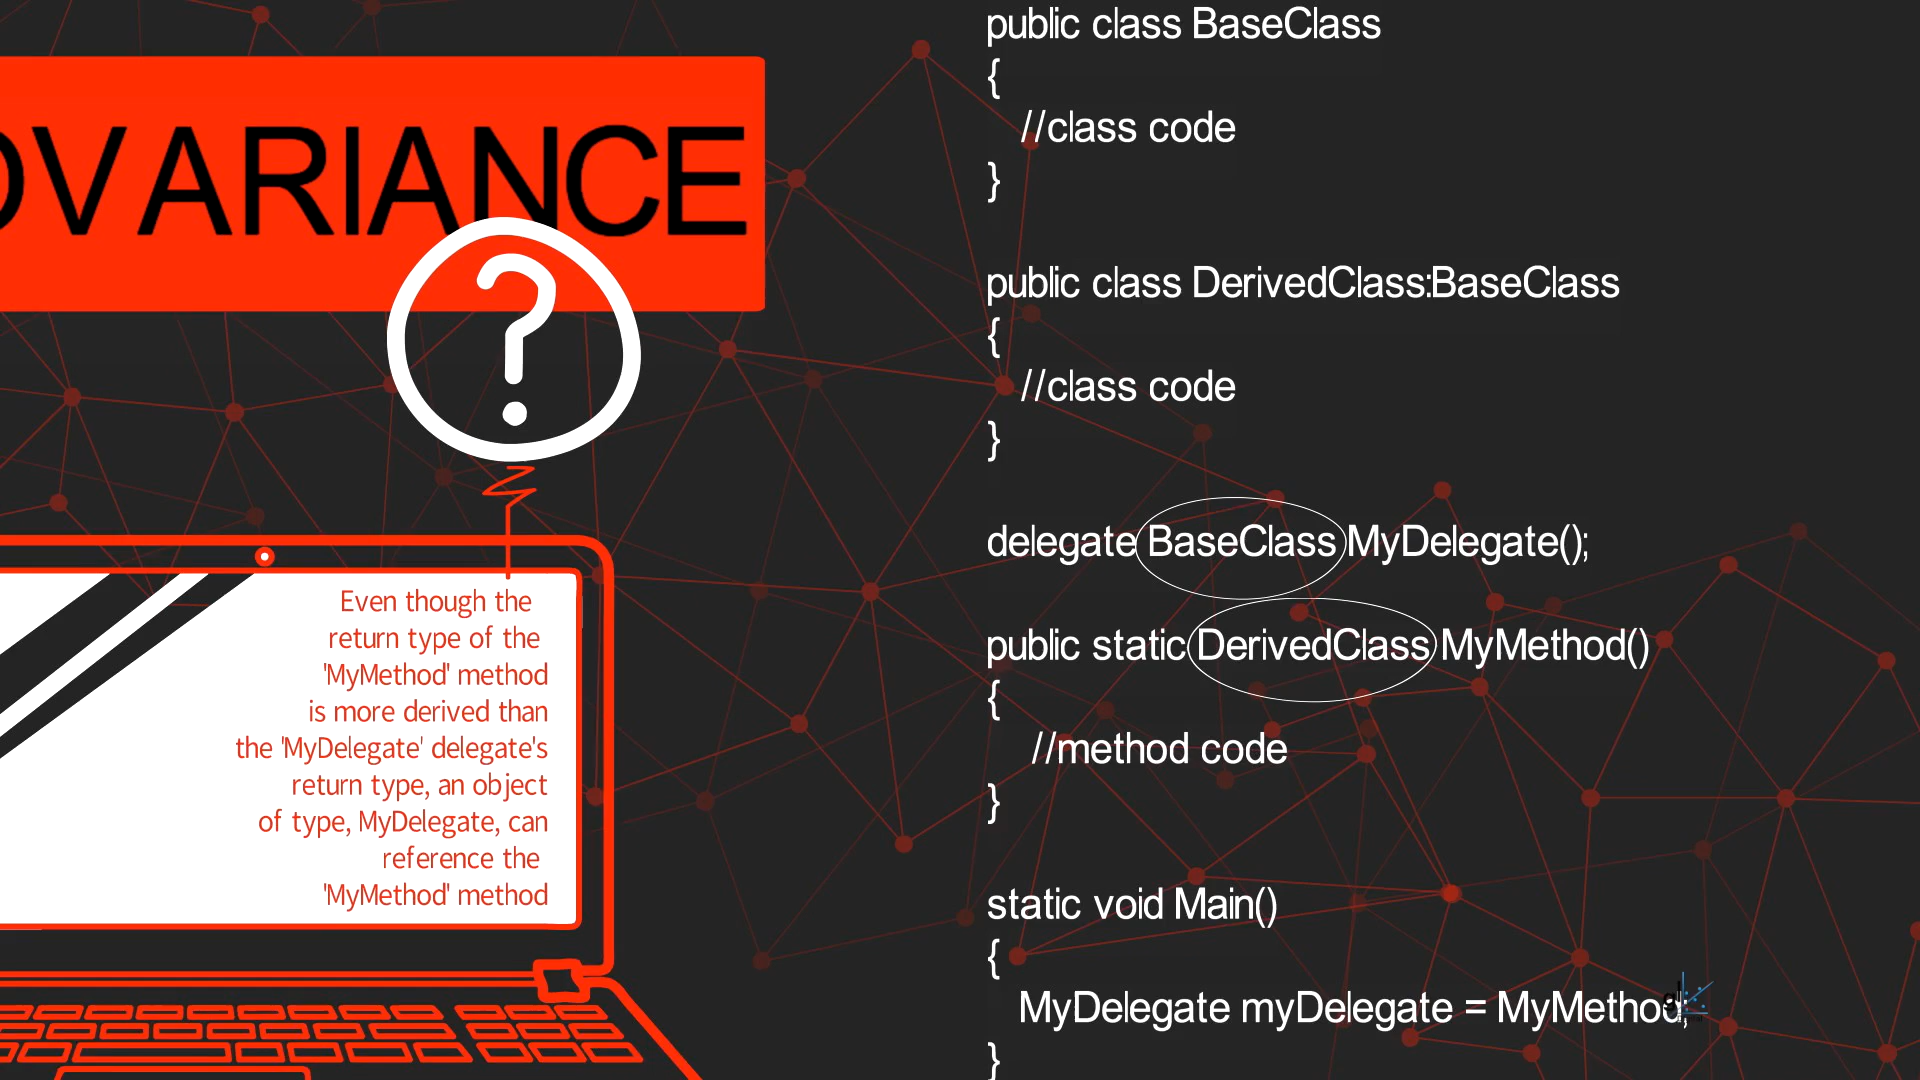 OVARIANCE
?
Even though the
return type of the
'MyMethod' method
is more derived than
the 'MyDelegate' delegate's
return type, an object
of type, MyDelegate, can
reference the
'MyMethod' method
public class BaseClass
{
//class code
}
public class DerivedClass:BaseClass
{
//class code
}
delegate BaseClass MyDelegate();
public static DerivedClass MyMethod()
{
//method code
}
static void Main()
{
MyDelegate myDelegate = MyMethod;
}